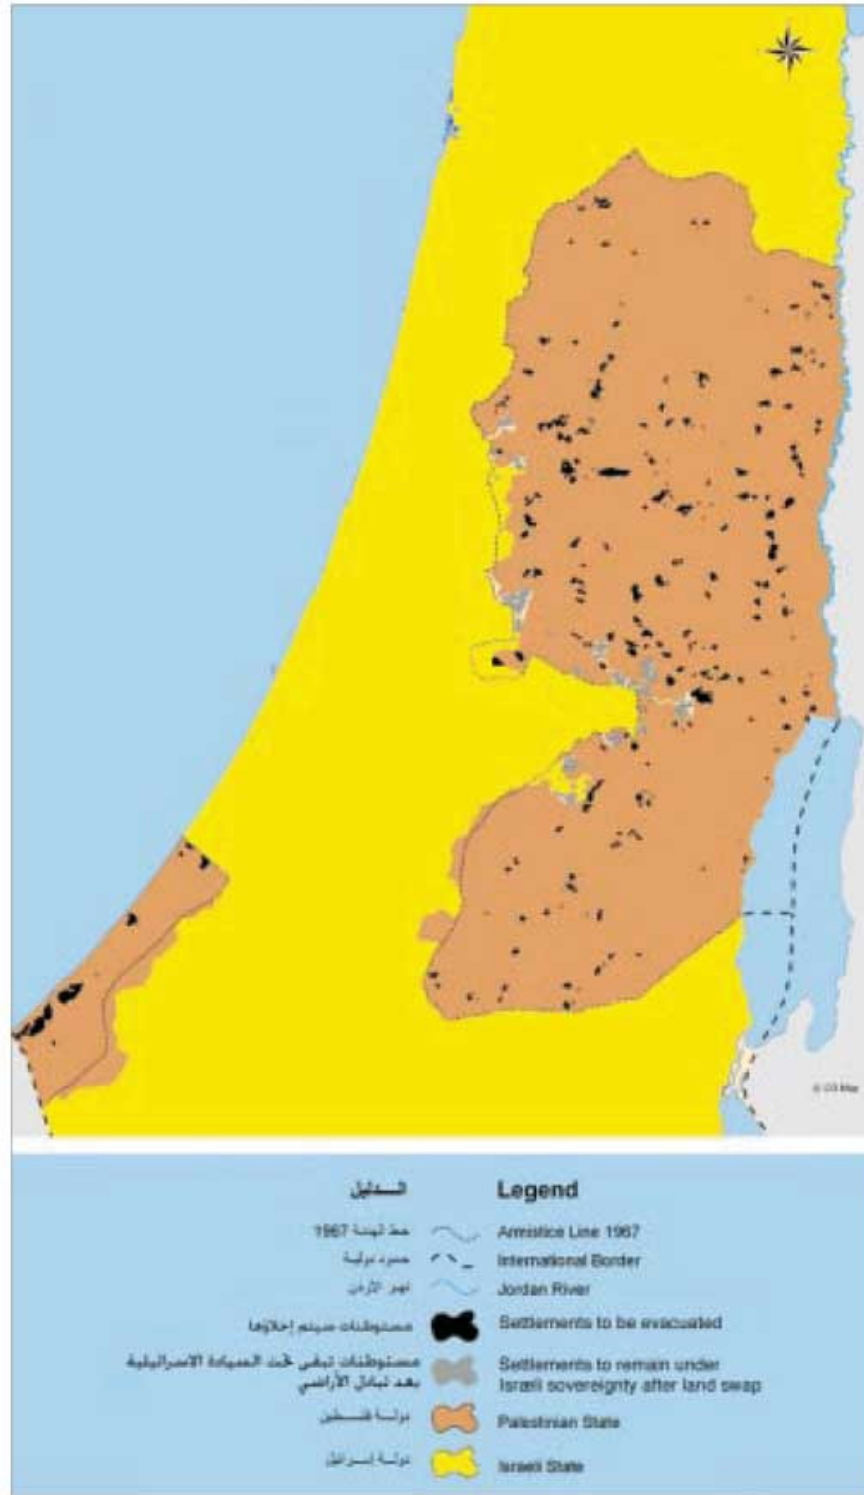 الـــدليل
Legend
خط الهدنة 1967
Armistice Line 1967
حدود دولية
International Border
نهر الأردن
Jordan River
مستوطنات سيتم إخلاؤها
Settlements to be evacuated
مستوطنات تبقى تحت السيادة الاسرائيلية
بعد تبادل الأراضي
Settlements to remain under
Israeli sovereignty after land swap
دولة فلسطين
Palestinian State
دولة إسرائيل
Israeli State